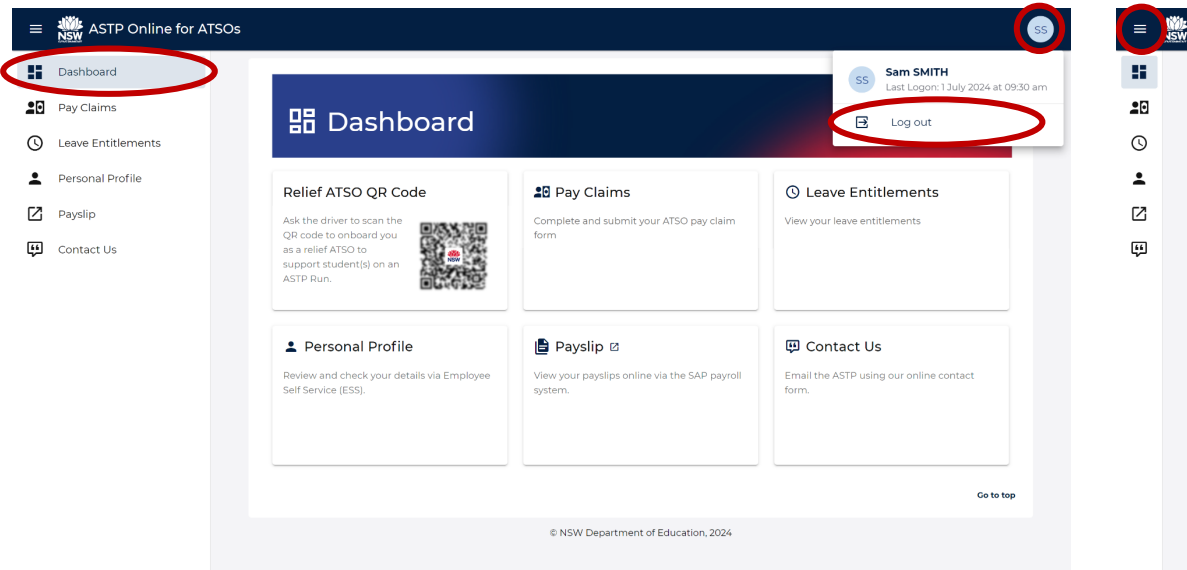 NSW
ASTP Online for ATSOs
SS
NSW
Dashboard
Pay Claims
Leave Entitlements
Personal Profile
Payslip
Contact Us
SS
Sam SMITH
Last Logon: 1 July 2024 at 09:30 am
Log out
Dashboard
Relief ATSO QR Code
Ask the driver to scan the
QR code to onboard you
as a relief ATSO to
support student(s) on an
ASTP Run.
NSW
Pay Claims
Complete and submit your ATSO pay claim
form
Leave Entitlements
View your leave entitlements
Personal Profile
Review and check your details via Employee
Self Service (ESS).
Payslip
View your payslips online via the SAP payroll
system.
Contact Us
Email the ASTP using our online contact
form.
Go to top
© NSW Department of Education, 2024